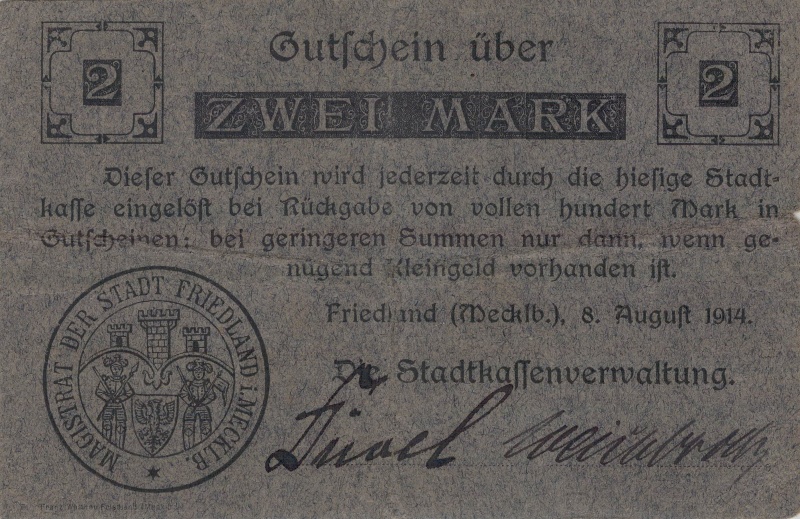 2 Gutſchein über 2
ZWEI MARK
Dieſer Gutſchein wird jederzeit durch die hieſige Stadt-
kaſſe eingelöſt bei Rückgabe von vollen hundert Mark in
Gutſcheinen; bei geringeren Summen nur dann, wenn ge-
nügend Kleingeld vorhanden iſt.
Friedland (Mecklb.), 8. Auguſt 1914.
Die Stadtkaſſenverwaltung.
MAGISTRAT DER STADT FRIEDLAND i. MECKLB.